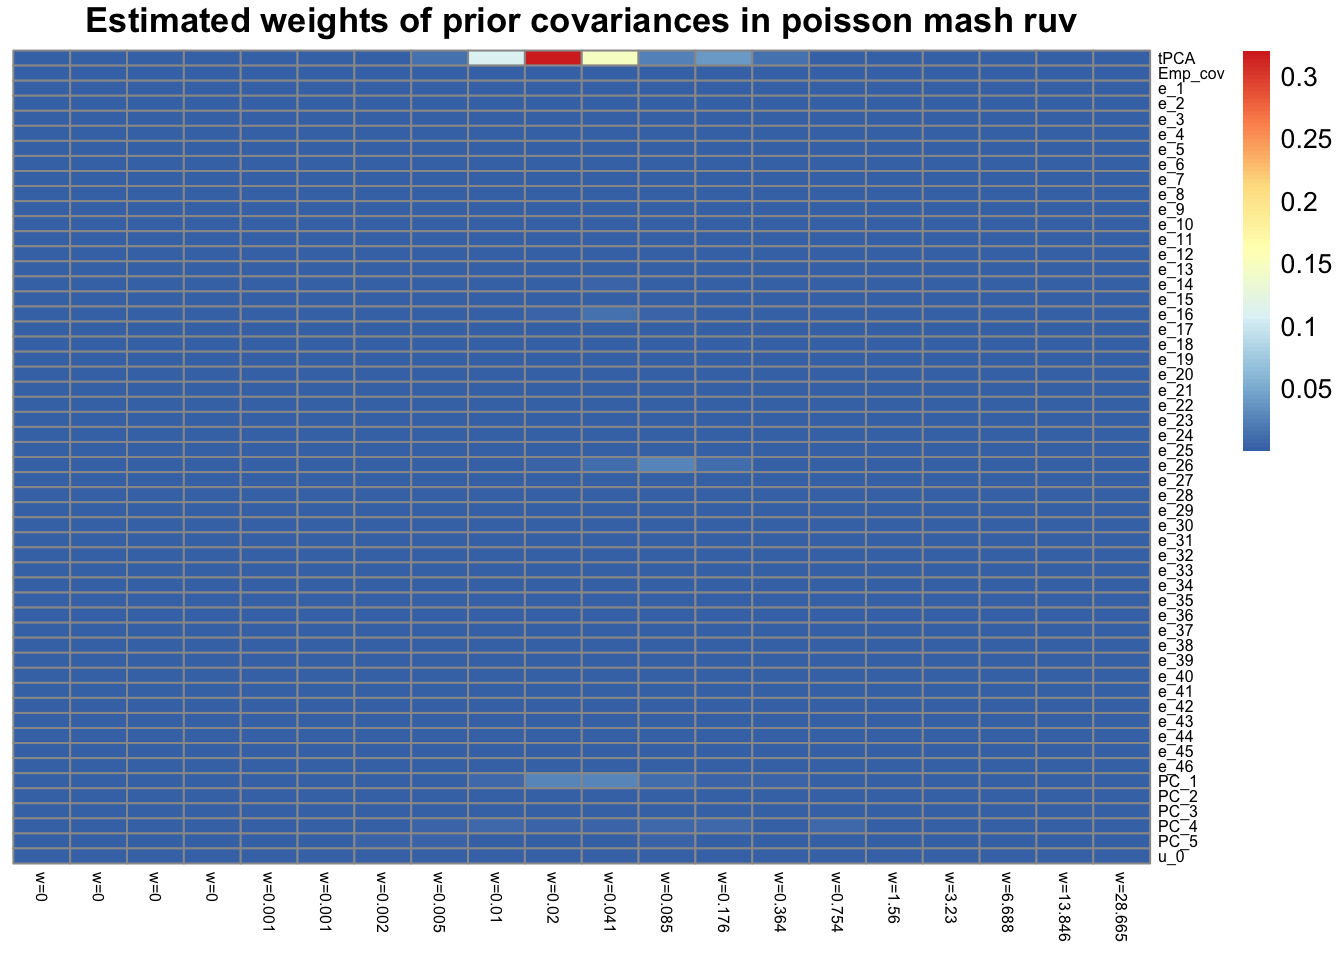 Estimated weights of prior covariances in poisson mash ruv
tPCA
Emp_cov
e_1
e_2
e_3
e_4
e_5
e_6
e_7
e_8
e_9
e_10
e_11
e_12
e_13
e_14
e_15
e_16
e_17
e_18
e_19
e_20
e_21
e_22
e_23
e_24
e_25
e_26
e_27
e_28
e_29
e_30
e_31
e_32
e_33
e_34
e_35
e_36
e_37
e_38
e_39
e_40
e_41
e_42
e_43
e_44
e_45
e_46
PC_1
PC_2
PC_3
PC_4
PC_5
u_0
0.3
0.25
0.2
0.15
0.1
0.05
w=0
w=0
w=0
w=0
w=0.001
w=0.001
w=0.002
w=0.005
w=0.01
w=0.02
w=0.041
w=0.085
w=0.176
w=0.364
w=0.754
w=1.56
w=3.23
w=6.688
w=13.846
w=28.665